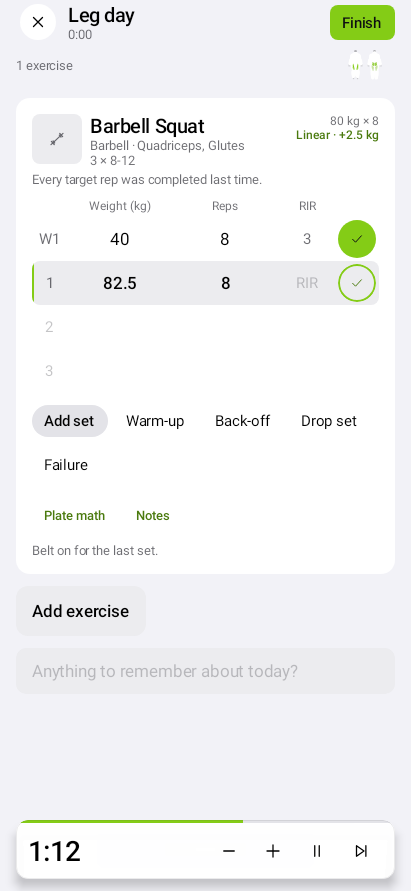 Leg day
0:00
Finish
1 exercise
Barbell Squat
80 kg × 8
Barbell · Quadriceps, Glutes
Linear · +2.5 kg
3 × 8-12
Every target rep was completed last time.
Weight (kg) Reps RIR
W1 40 8 3
1 82.5 8 RIR
2
3
Add set Warm-up Back-off Drop set
Failure
Plate math Notes
Belt on for the last set.
Add exercise
Anything to remember about today?
1:12